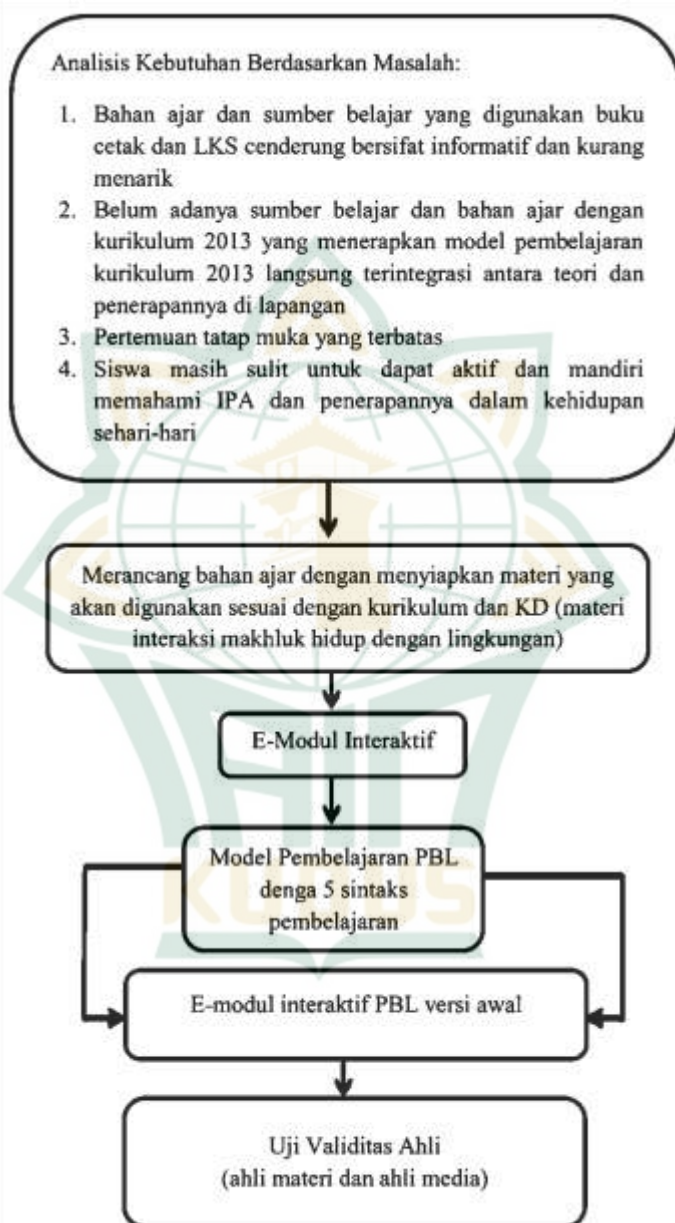 Analisis Kebutuhan Berdasarkan Masalah:
1. Bahan ajar dan sumber belajar yang digunakan buku
cetak dan LKS cenderung bersifat informatif dan kurang
menarik
2. Belum adanya sumber belajar dan bahan ajar dengan
kurikulum 2013 yang menerapkan model pembelajaran
kurikulum 2013 langsung terintegrasi antara teori dan
penerapannya di lapangan
3. Pertemuan tatap muka yang terbatas
4. Siswa masih sulit untuk dapat aktif dan mandiri
memahami IPA dan penerapannya dalam kehidupan
sehari-hari
Merancang bahan ajar dengan menyiapkan materi yang
akan digunakan sesuai dengan kurikulum dan KD (materi
interaksi makhluk hidup dengan lingkungan)
E-Modul Interaktif
Model Pembelajaran PBL
denga 5 sintaks
pembelajaran
KUDUS
E-modul interaktif PBL versi awal
Uji Validitas Ahli
(ahli materi dan ahli media)